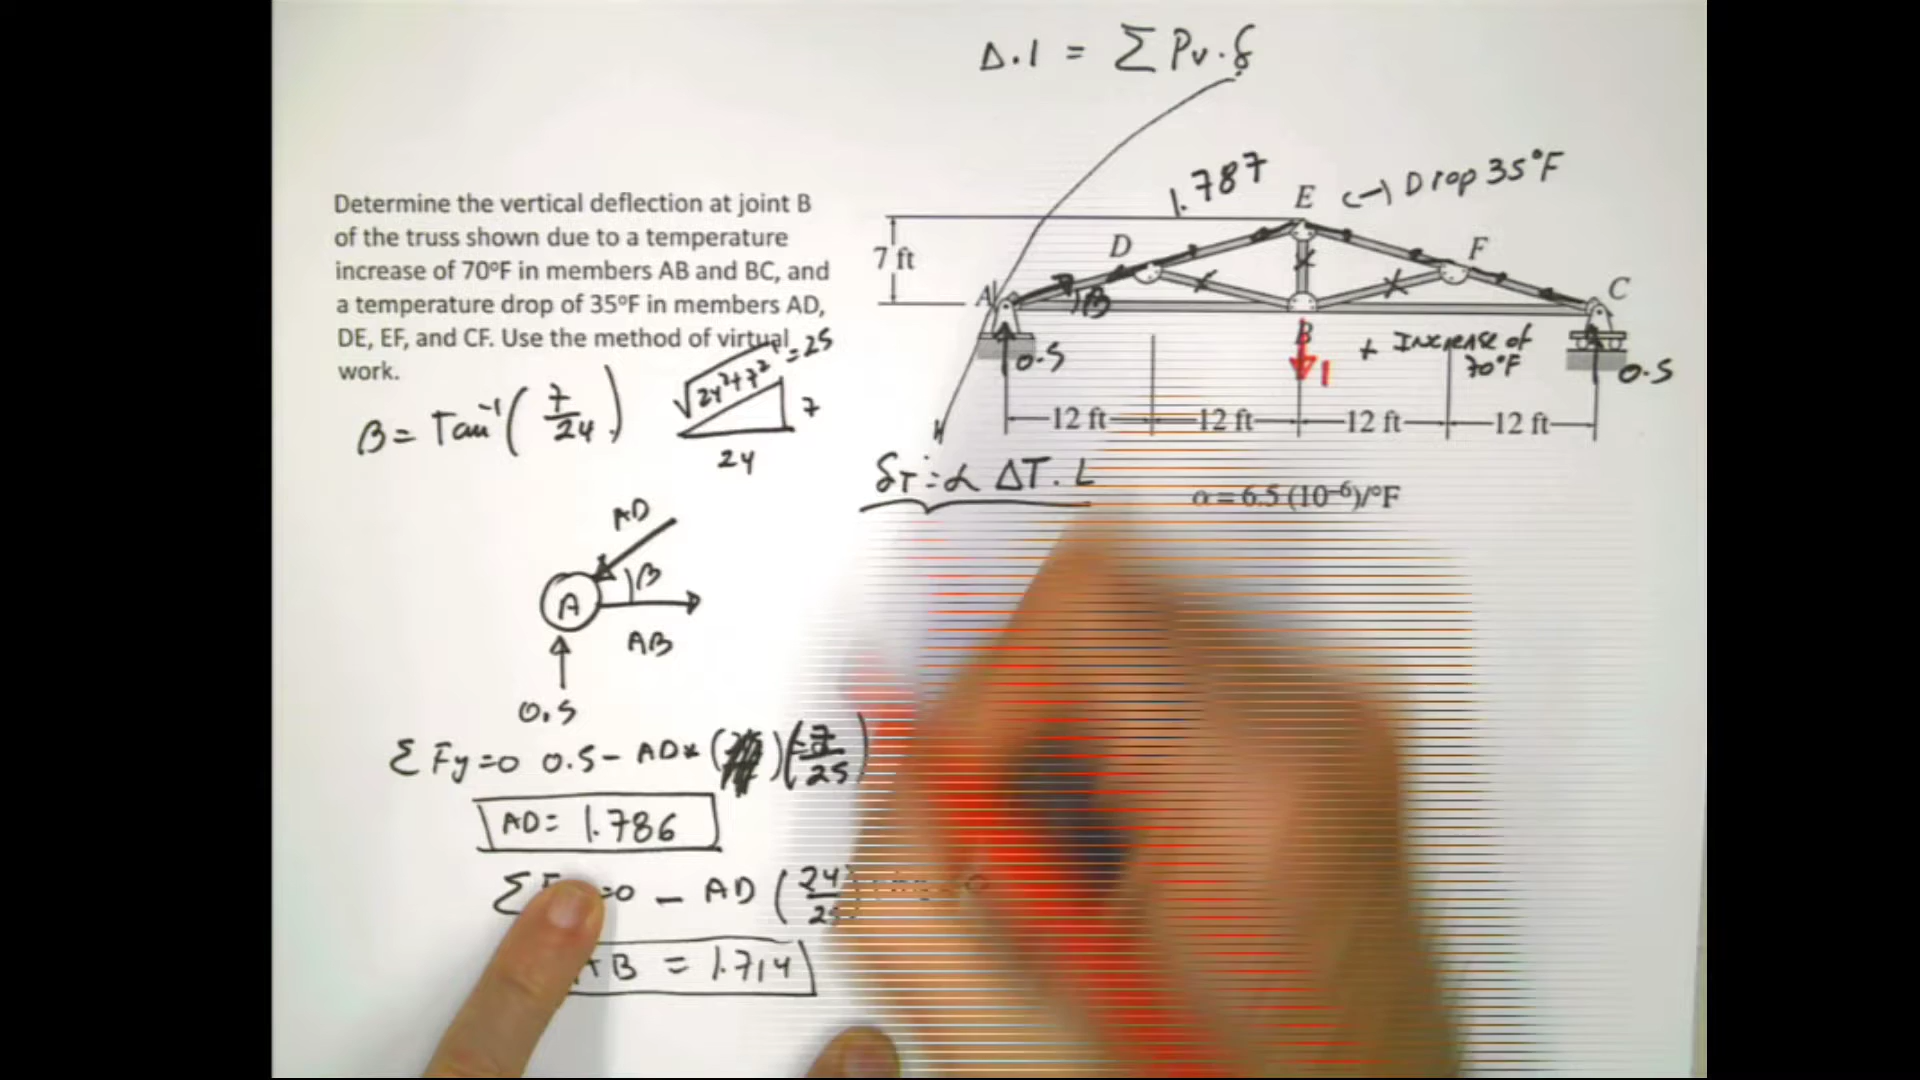 Δ.1 = Σ Pv.δ
Determine the vertical deflection at joint B
of the truss shown due to a temperature
increase of 70°F in members AB and BC, and
a temperature drop of 35°F in members AD,
DE, EF, and CF. Use the method of virtual
work.
1.787
E
(-) Drop 35°F
D
F
7 ft
A
β
C
B
0.5
1
+ Increase of
70°F
0.5
12 ft
12 ft
12 ft
12 ft
β = Tan⁻¹(7/24)
√24²+7² = 25
7
24
δT = α ΔT. L
α = 6.5 (10⁻⁶)/°F
AD
β
A
AB
0.5
ΣFy=0 0.5 - AD* (7/25)
AD = 1.786
=0 - AD (24
B = 1.714